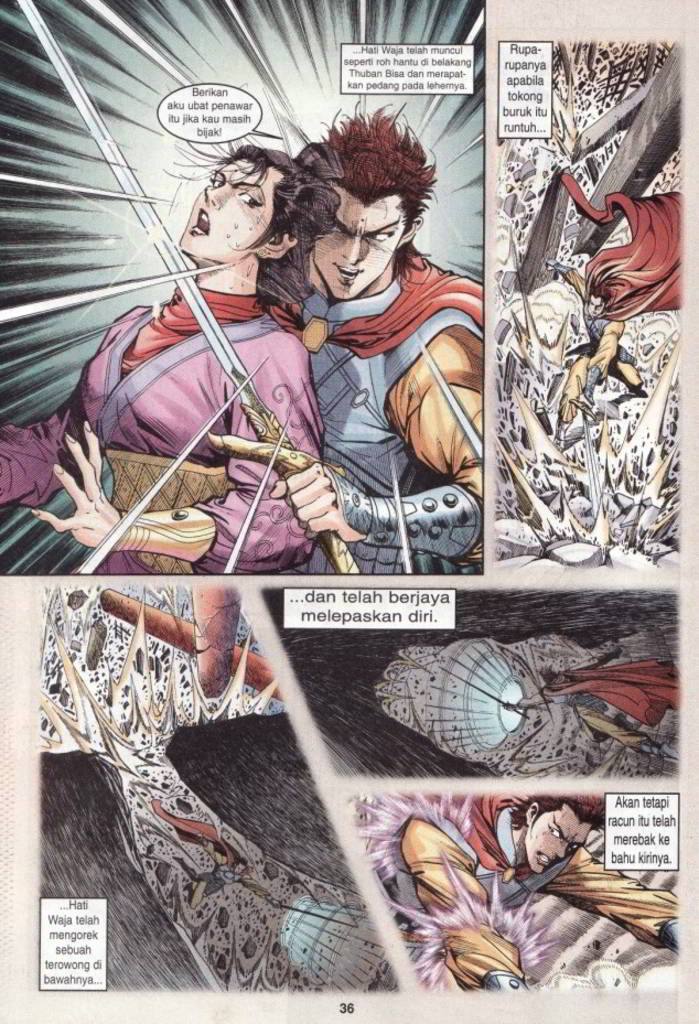 ...Hati Waja telah muncul
seperti roh hantu di belakang
Thuban Bisa dan merapat-
kan pedang pada lehernya.
Berikan
aku ubat penawar
itu jika kau masih
bijak!
Rupa-
rupanya
apabila
tokong
buruk itu
runtuh...
...Hati
Waja telah
mengorek
sebuah
terowong di
bawahnya...
...dan telah berjaya
melepaskan diri.
Akan tetapi
racun itu telah
merebak ke
bahu kirinya.
36